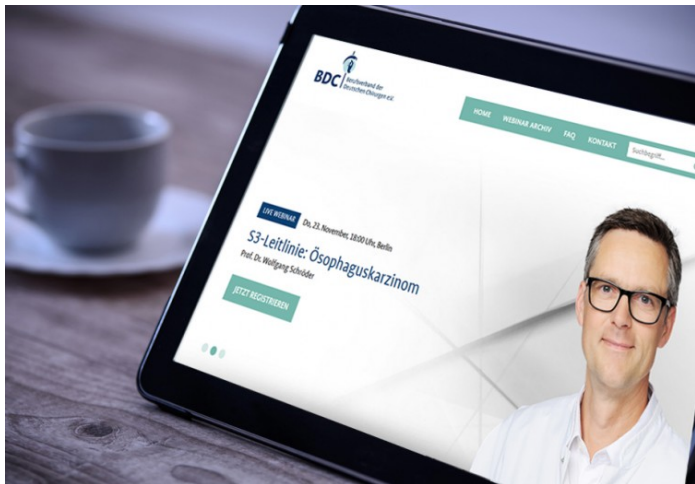 BDC
Berufsverband der
Deutschen Chirurgen e.V.
HOME WEBINAR ARCHIV FAQ KONTAKT Suchbegriff...
LIVE WEBINAR Do, 23. November, 18:00 Uhr, Berlin
S3-Leitlinie: Ösophaguskarzinom
Prof. Dr. Wolfgang Schröder
JETZT REGISTRIEREN